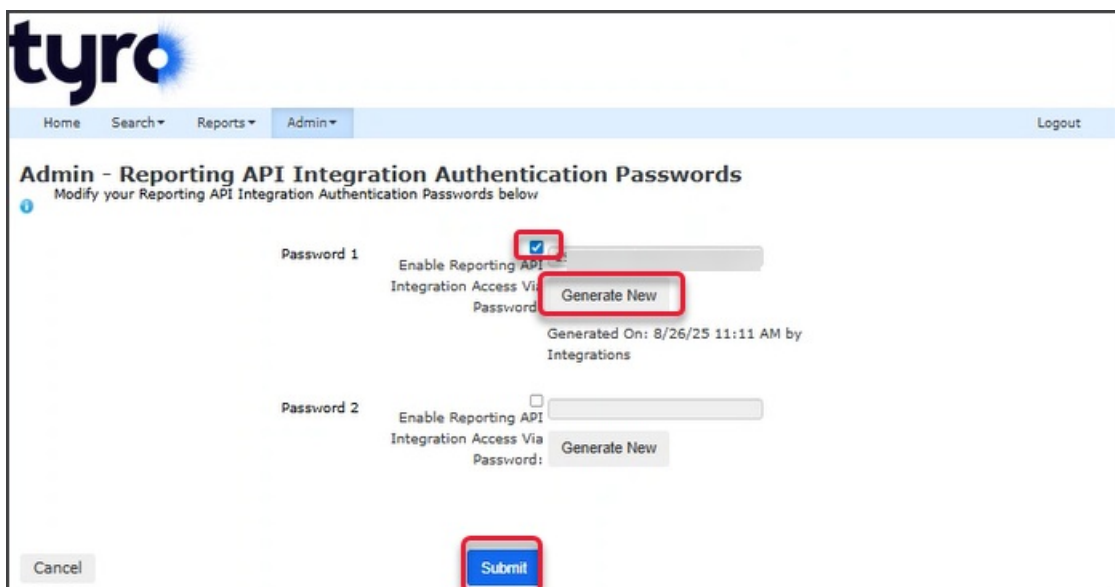 tyro
Home Search Reports Admin Logout
Admin - Reporting API Integration Authentication Passwords
Modify your Reporting API Integration Authentication Passwords below
Password 1
Enable Reporting API
Integration Access Via
Password
Generate New
Generated On: 8/26/25 11:11 AM by
Integrations
Password 2
Enable Reporting API
Integration Access Via
Password:
Generate New
Cancel Submit